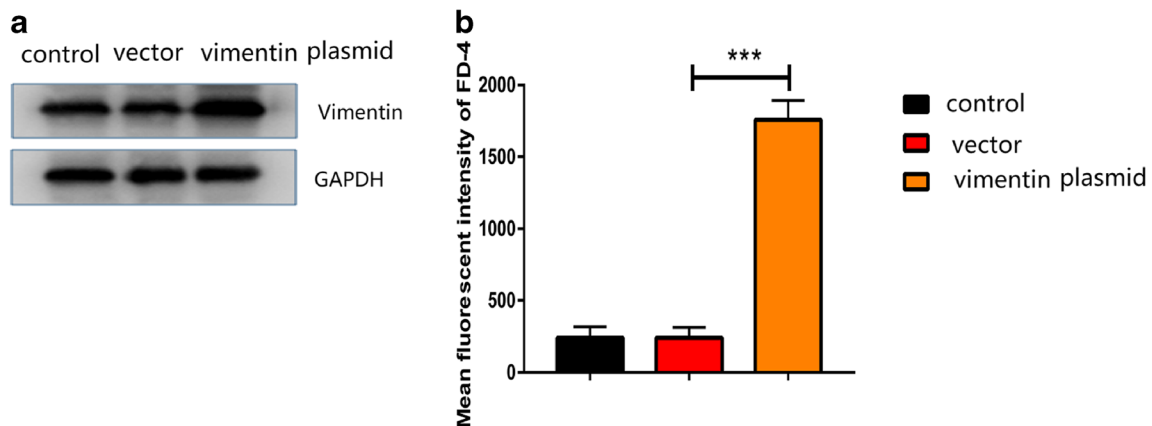 a
control vector vimentin plasmid
Vimentin
GAPDH
b
Mean fluorescent intensity of FD-4
2000
1500
1000
500
0
***
control
vector
vimentin plasmid